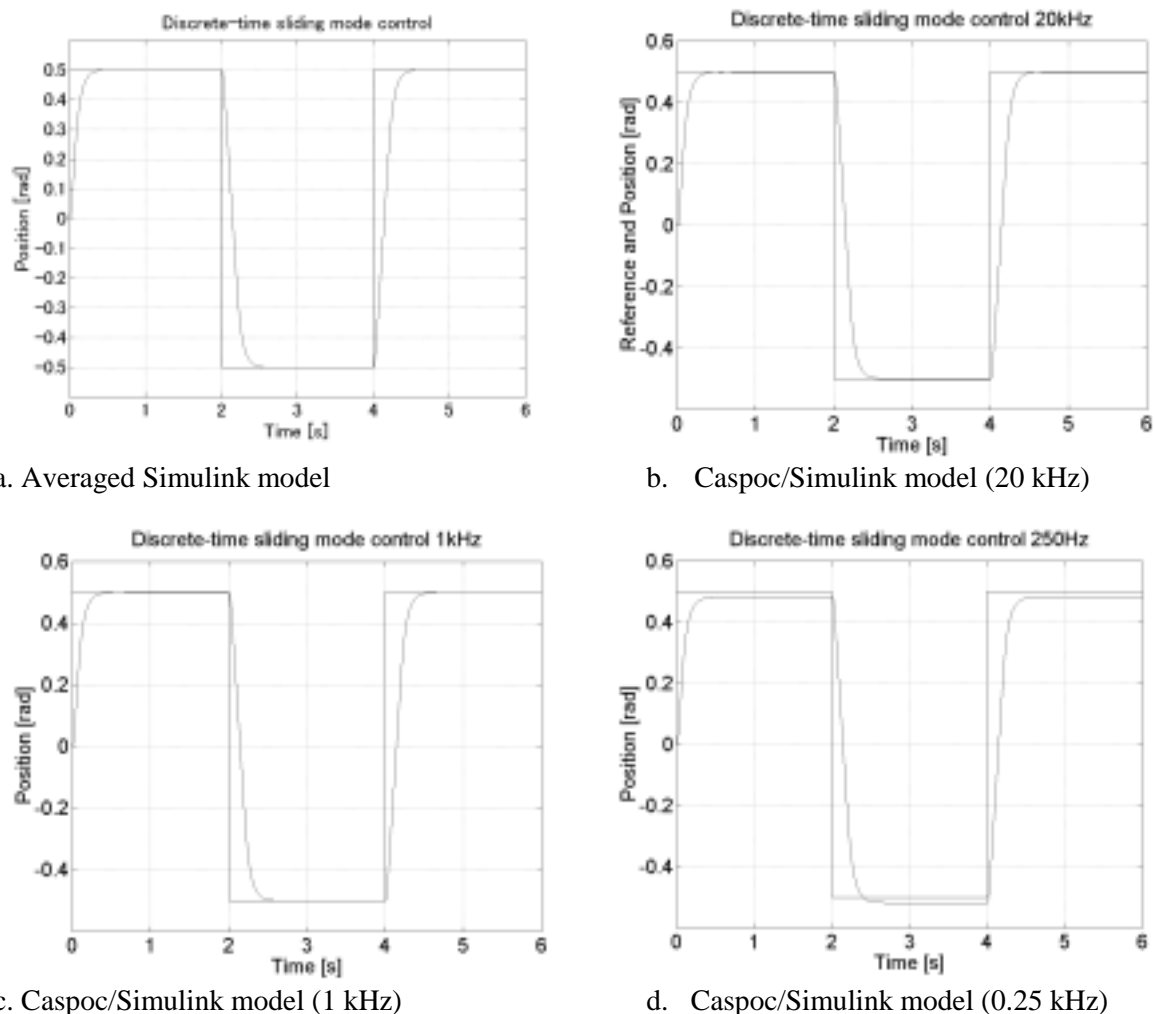 Discrete-time sliding mode control
Position [rad]
0.5
0.4
0.3
0.2
0.1
0
-0.1
-0.2
-0.3
-0.4
-0.5
0 1 2 3 4 5 6
Time [s]
a. Averaged Simulink model
Discrete-time sliding mode control 20kHz
Reference and Position [rad]
0.6
0.4
0.2
0
-0.2
-0.4
0 1 2 3 4 5 6
Time [s]
b. Caspoc/Simulink model (20 kHz)
Discrete-time sliding mode control 1kHz
Position [rad]
0.6
0.4
0.2
0
-0.2
-0.4
0 1 2 3 4 5 6
Time [s]
c. Caspoc/Simulink model (1 kHz)
Discrete-time sliding mode control 250Hz
Position [rad]
0.6
0.4
0.2
0
-0.2
-0.4
0 1 2 3 4 5 6
Time [s]
d. Caspoc/Simulink model (0.25 kHz)